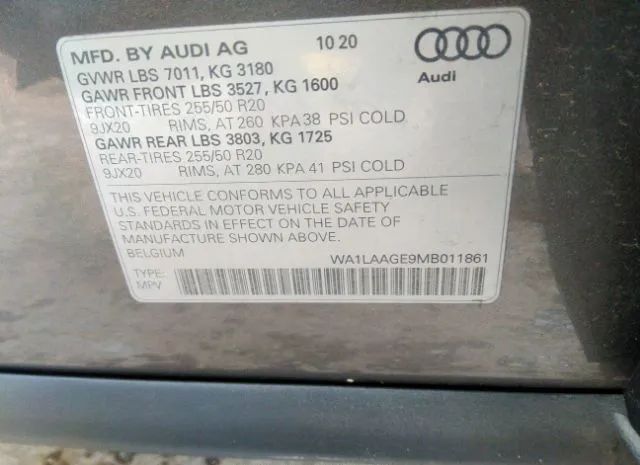 MFD. BY AUDI AG 10 20
GVWR LBS 7011, KG 3180
GAWR FRONT LBS 3527, KG 1600
FRONT-TIRES 255/50 R20
9JX20 RIMS, AT 260 KPA 38 PSI COLD
GAWR REAR LBS 3803, KG 1725
REAR-TIRES 255/50 R20
9JX20 RIMS, AT 280 KPA 41 PSI COLD
Audi
THIS VEHICLE CONFORMS TO ALL APPLICABLE
U.S. FEDERAL MOTOR VEHICLE SAFETY
STANDARDS IN EFFECT ON THE DATE OF
MANUFACTURE SHOWN ABOVE.
BELGIUM WA1LAAGE9MB011861
TYPE:
MPV